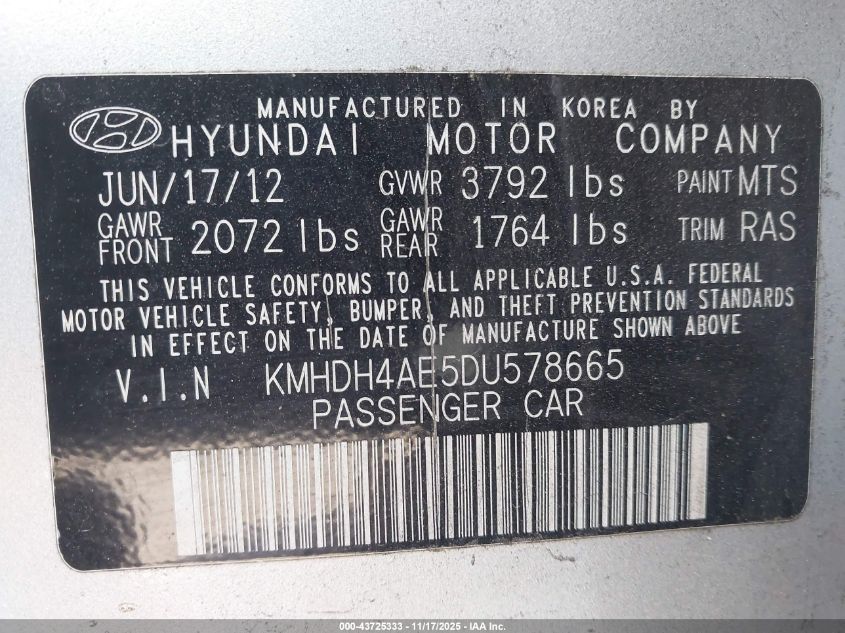 MANUFACTURED IN KOREA BY
HYUNDAI MOTOR COMPANY
JUN/17/12 GVWR 3792 lbs PAINT MTS
GAWR FRONT 2072 lbs GAWR REAR 1764 lbs TRIM RAS
THIS VEHICLE CONFORMS TO ALL APPLICABLE U.S.A. FEDERAL
MOTOR VEHICLE SAFETY, BUMPER, AND THEFT PREVENTION STANDARDS
IN EFFECT ON THE DATE OF MANUFACTURE SHOWN ABOVE
V.I.N KMHDH4AE5DU578665
PASSENGER CAR
000-43725333 - 11/17/2025 - IAA Inc.